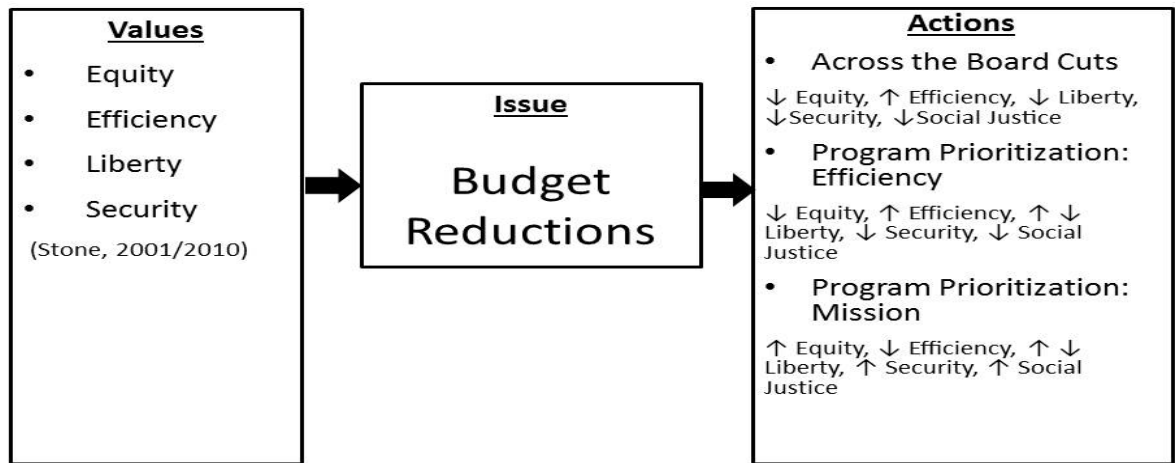 Values
• Equity
• Efficiency
• Liberty
• Security
(Stone, 2001/2010)
Issue
Budget
Reductions
Actions
• Across the Board Cuts
↓ Equity, ↑ Efficiency, ↓ Liberty,
↓Security, ↓Social Justice
• Program Prioritization:
Efficiency
↓ Equity, ↑ Efficiency, ↑ ↓
Liberty, ↓ Security, ↓ Social
Justice
• Program Prioritization:
Mission
↑ Equity, ↓ Efficiency, ↑ ↓
Liberty, ↑ Security, ↑ Social
Justice